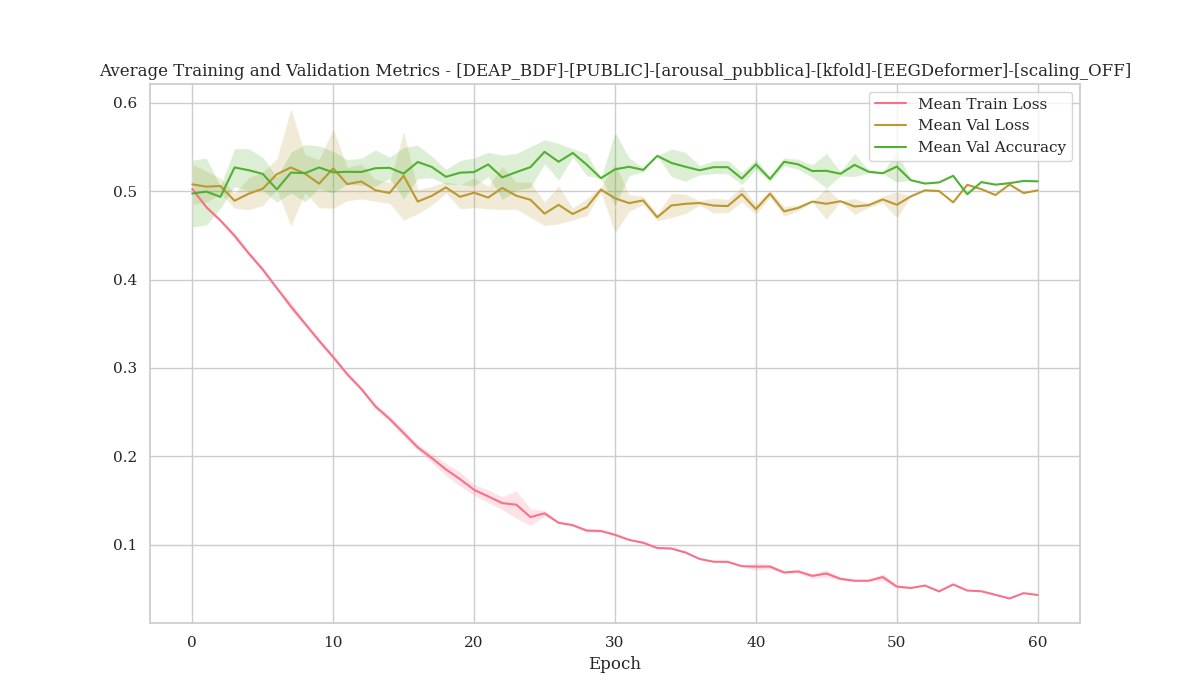 Average Training and Validation Metrics - [DEAP_BDF]-[PUBLIC]-[arousal_pubblica]-[kfold]-[EEGDeformer]-[scaling_OFF]
Mean Train Loss
Mean Val Loss
Mean Val Accuracy
0.6
0.5
0.4
0.3
0.2
0.1
0 10 20 30 40 50 60
Epoch